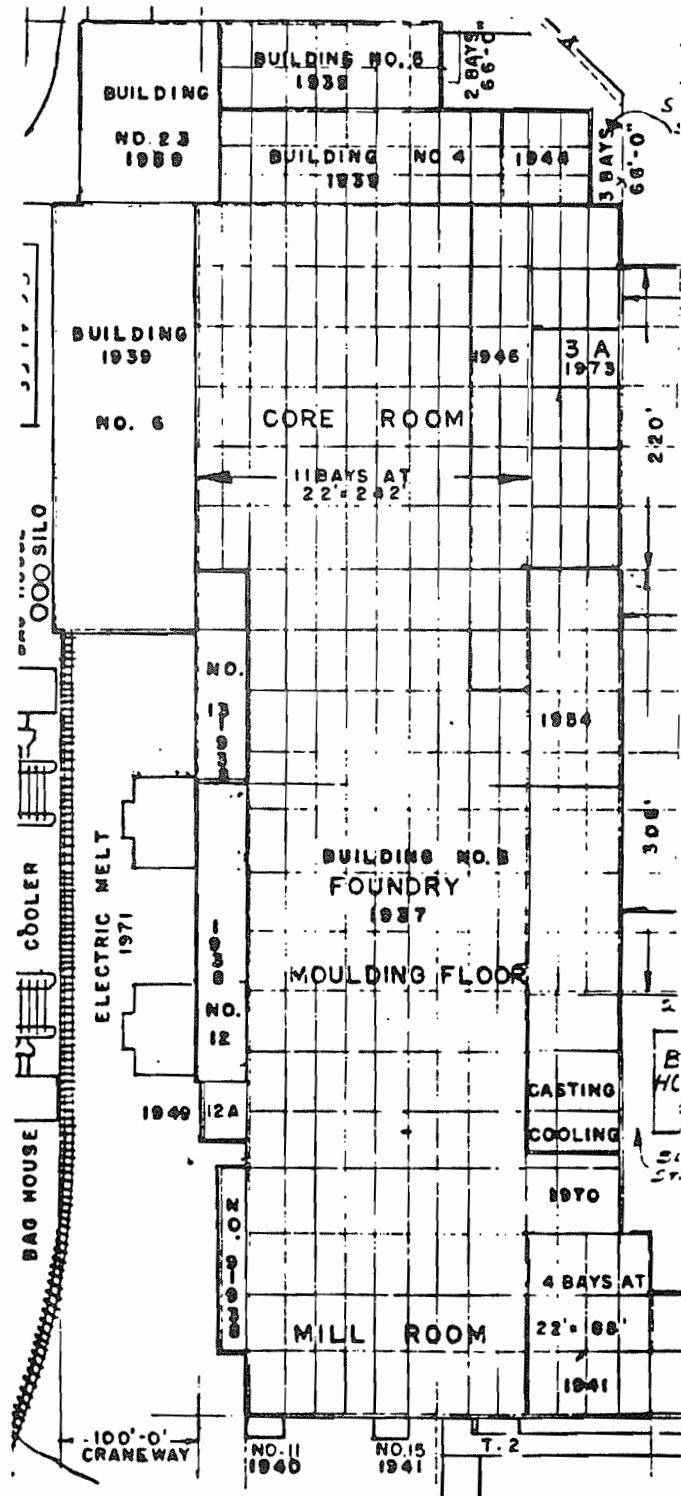 BUILDING NO. 5
1939
2 BAYS
66'-0"
BUILDING
NO. 23
1969
BUILDING NO 4
1939
1944
3 BAYS
66'-0"
BUILDING
1939
NO. 6
1946
3 A
1973
CORE ROOM
11 BAYS AT
22' = 242'
220'
SILO
NO.
1954
BUILDING NO. 3
FOUNDRY
1937
308'
COOLER
ELECTRIC MELT
1971
MOULDING FLOOR
NO.
12
1949
12A
CASTING
COOLING
BAG HOUSE
1970
4 BAYS AT
22' = 88'
1941
MILL ROOM
100'-0'
CRANEWAY
NO. 11
1940
NO. 15
1941
T. 2